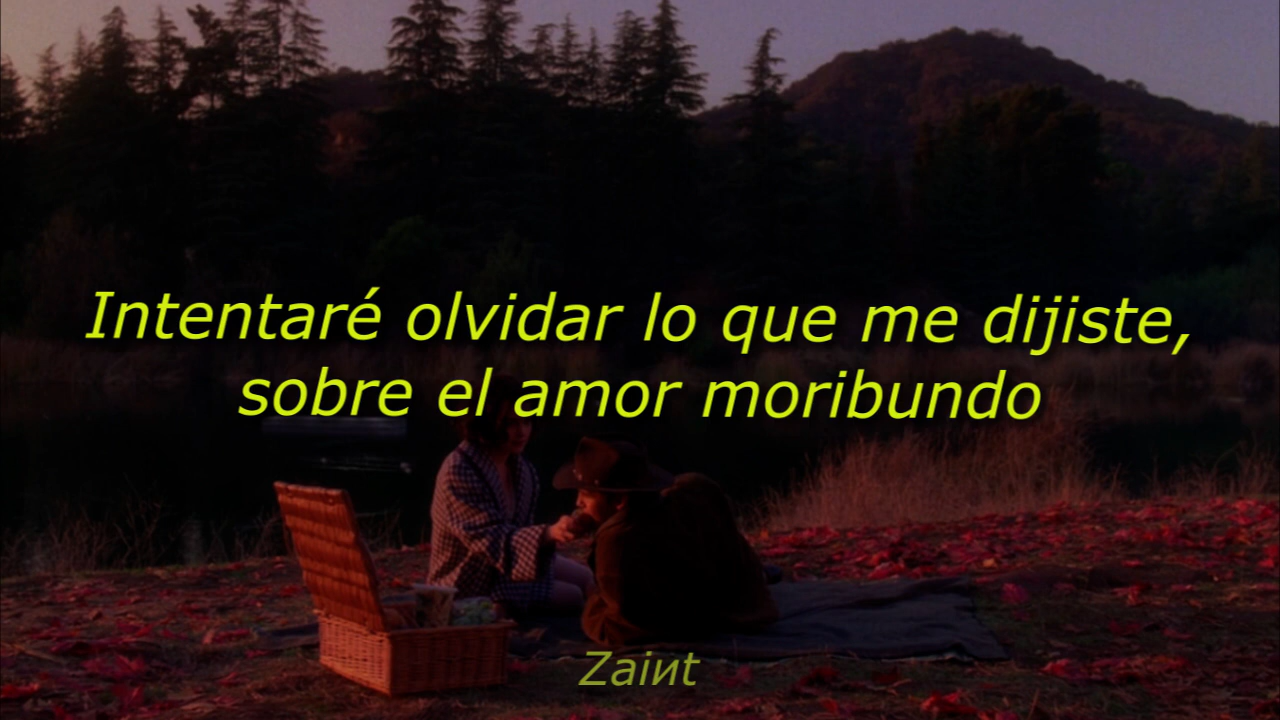 Intentaré olvidar lo que me dijiste,
sobre el amor moribundo
Zaiиt